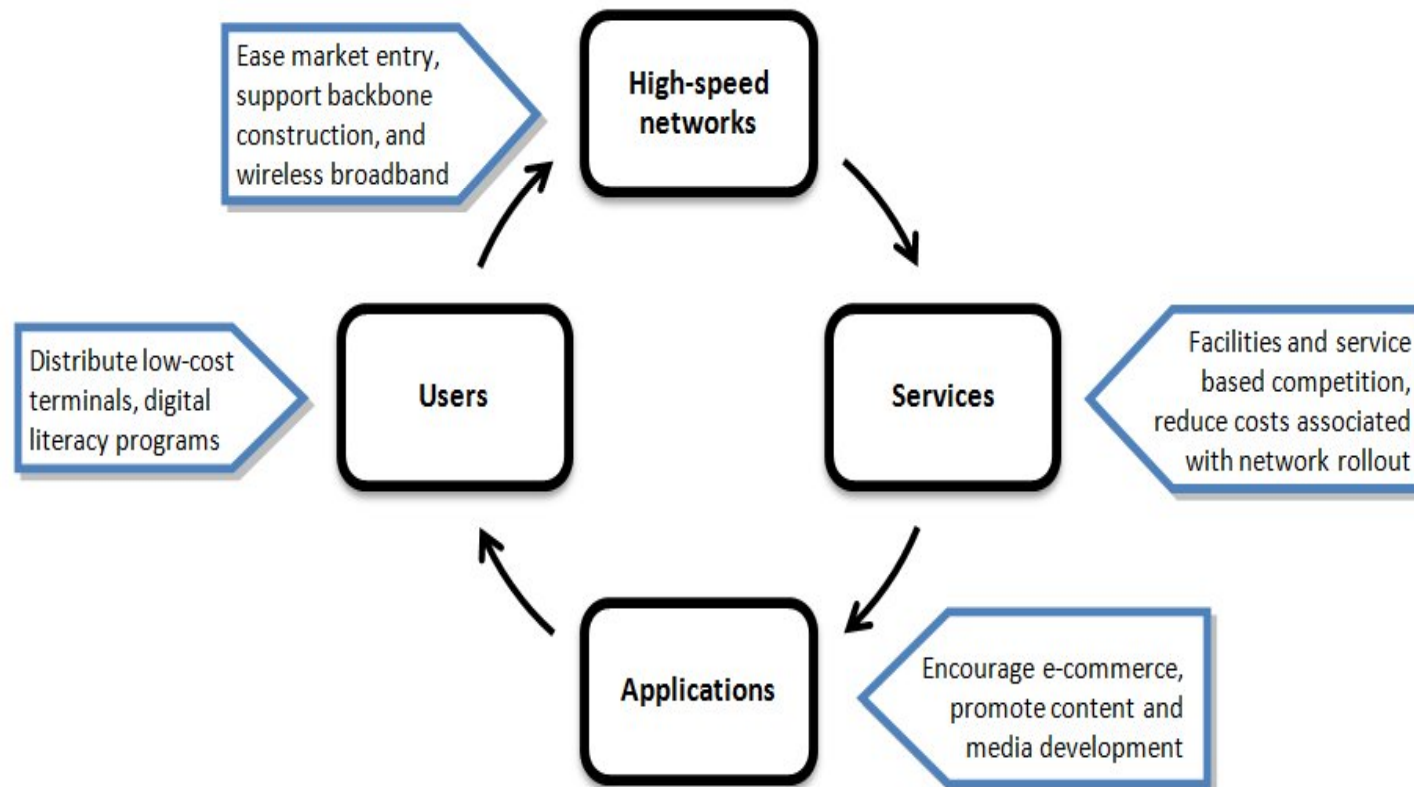 Ease market entry,
support backbone
construction, and
wireless broadband
High-speed
networks
Distribute low-cost
terminals, digital
literacy programs
Users
Services
Facilities and service
based competition,
reduce costs associated
with network rollout
Applications
Encourage e-commerce,
promote content and
media development